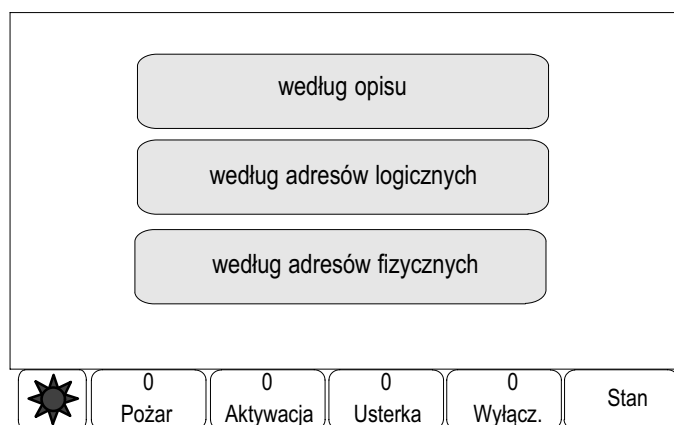 według opisu
według adresów logicznych
według adresów fizycznych
0 0 0 0
Pożar Aktywacja Usterka Wyłącz. Stan